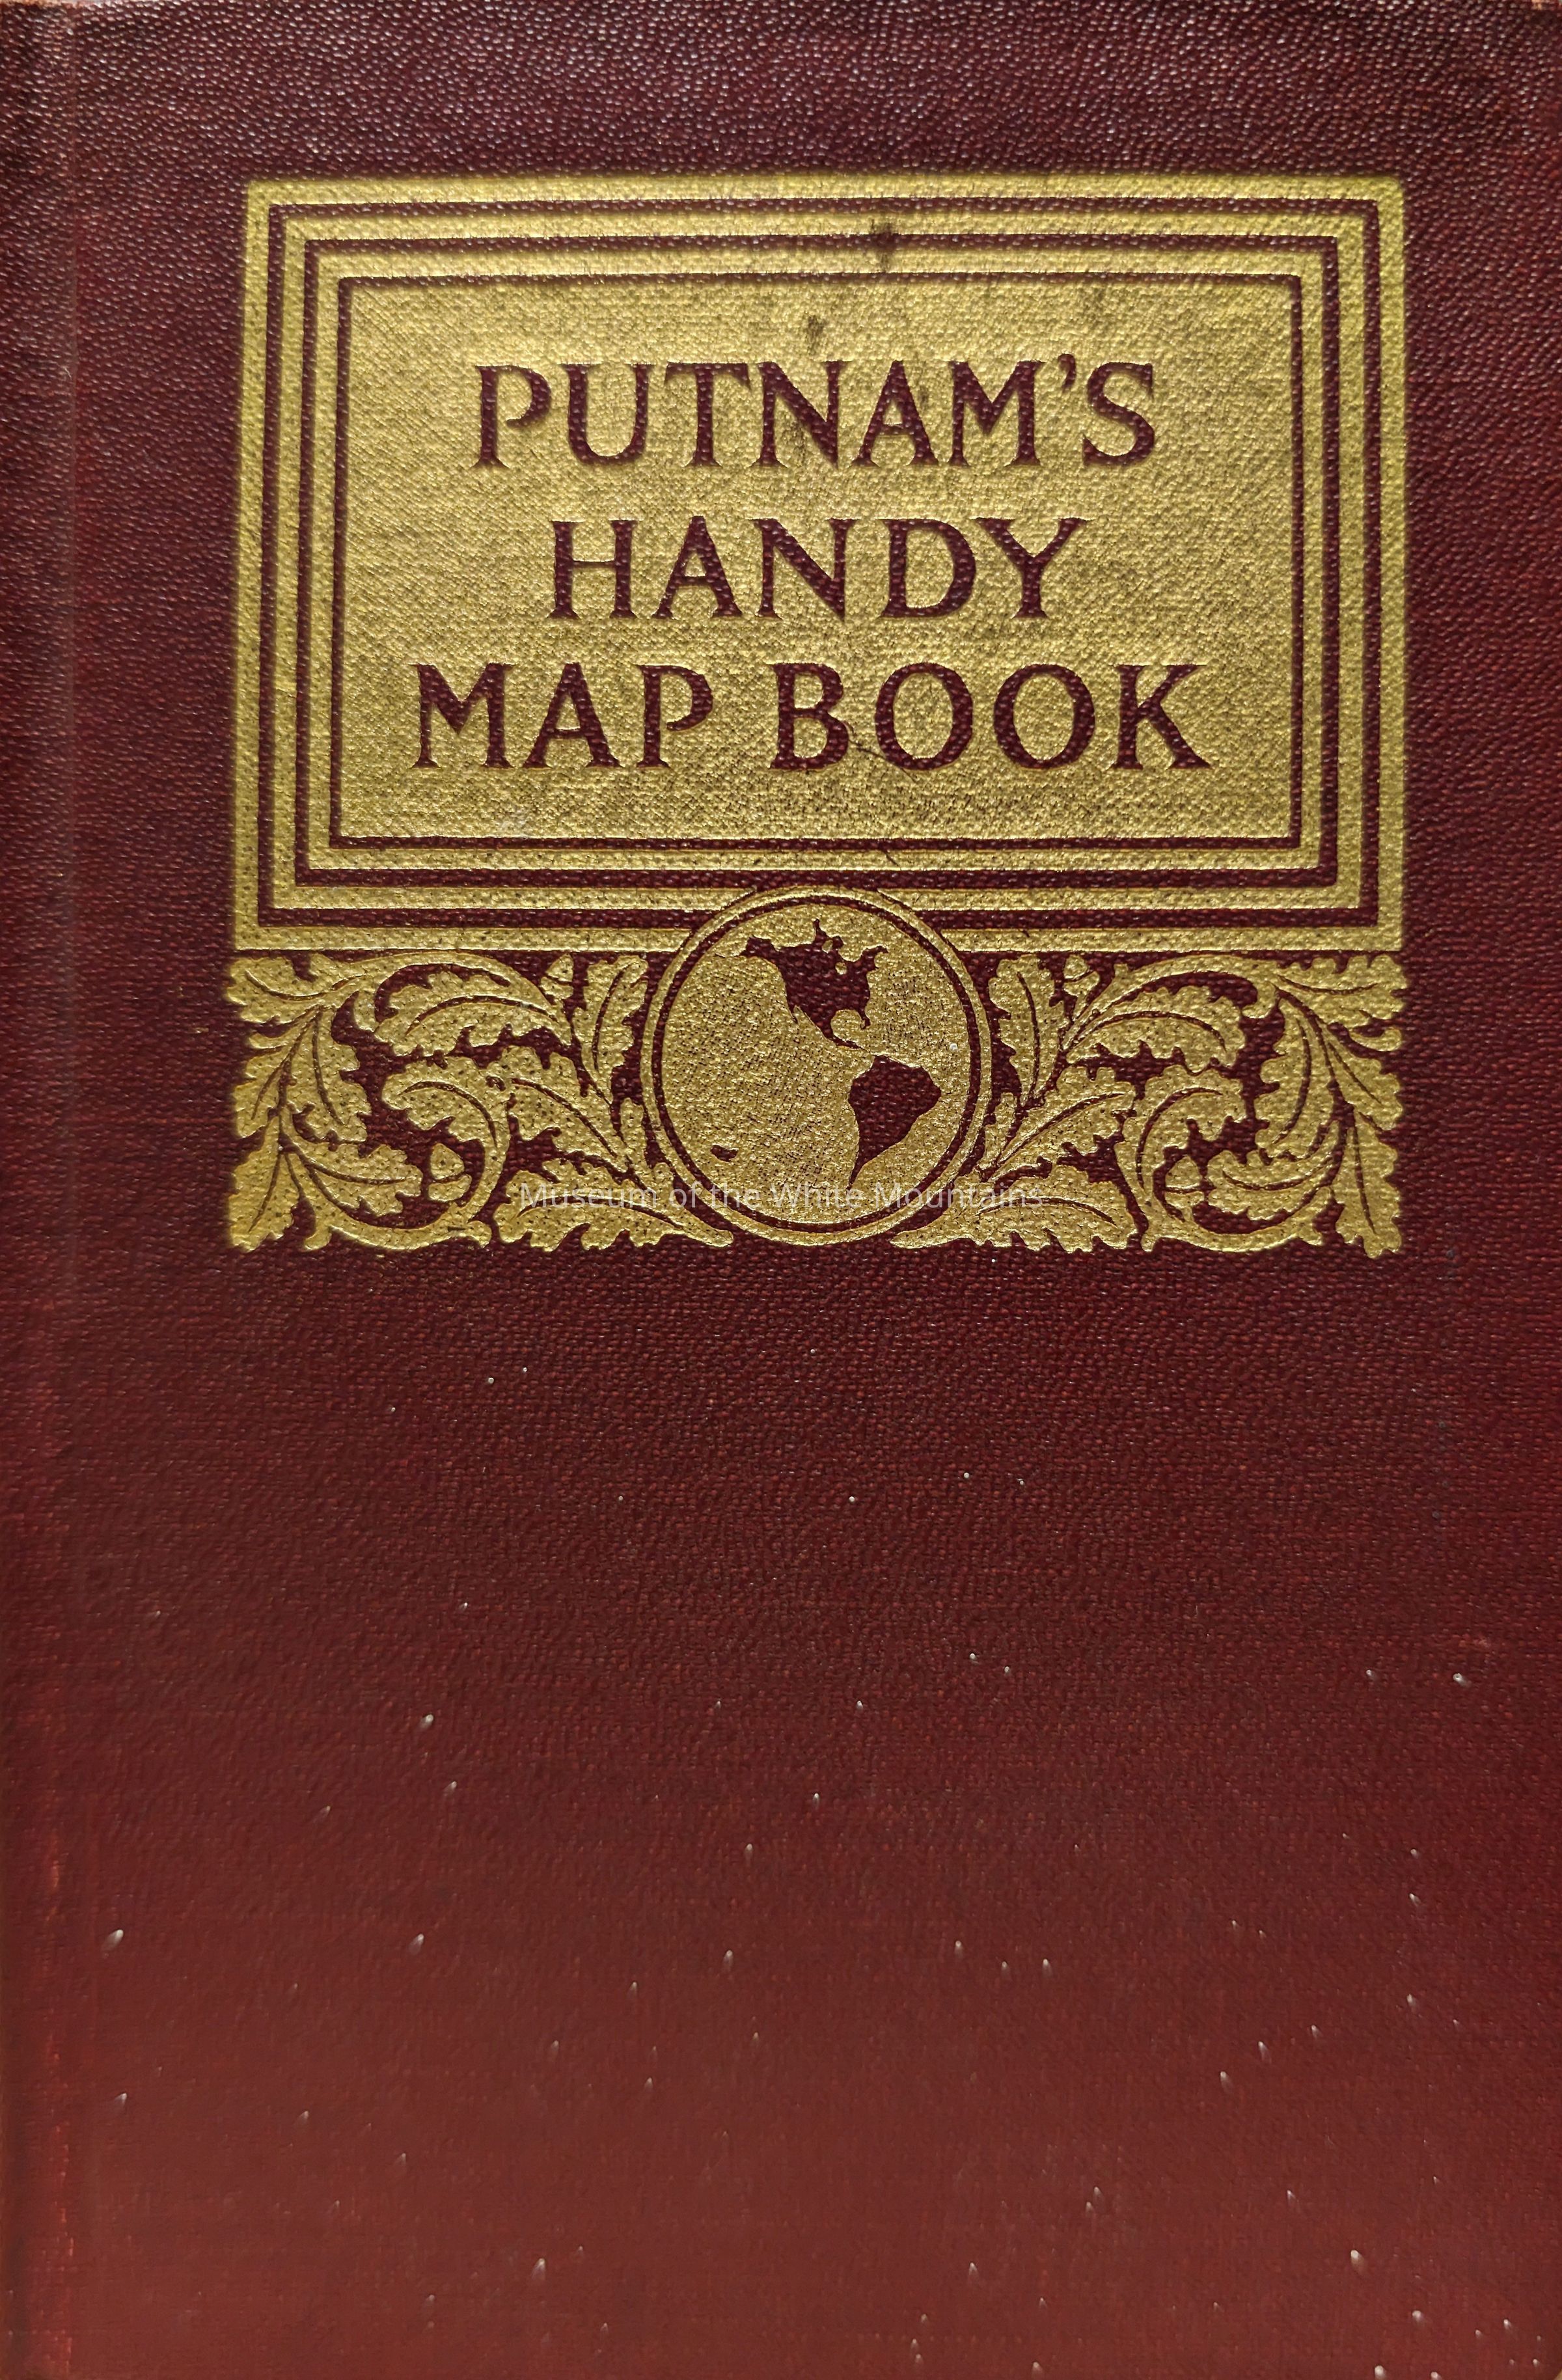 PUTNAM'S
HANDY
MAP BOOK
Museum of the White Mountains